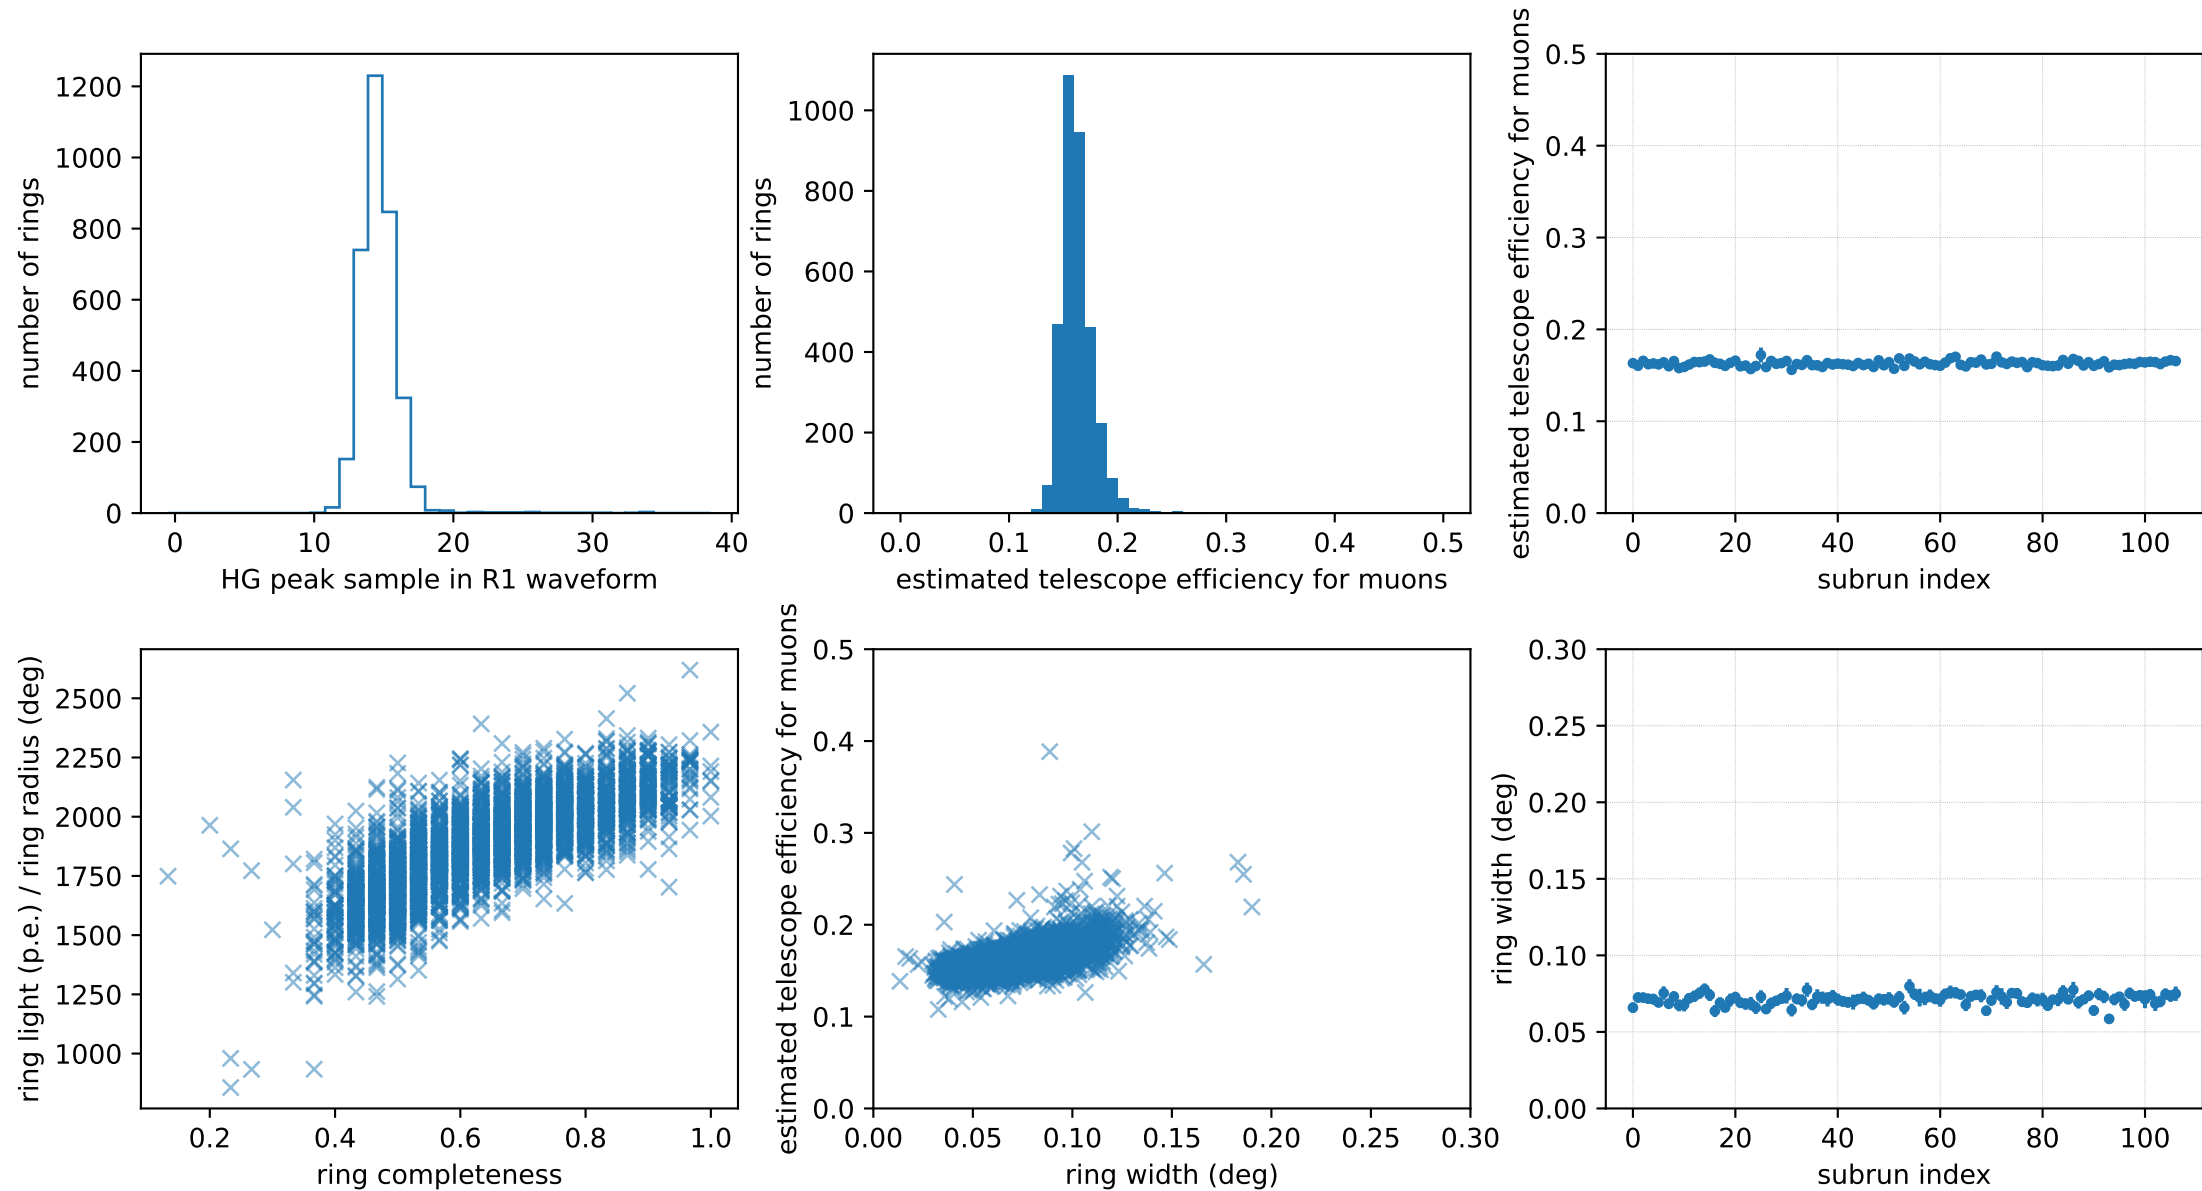 number of rings
1200
1000
800
600
400
200
0
0 10 20 30 40
HG peak sample in R1 waveform
number of rings
1000
800
600
400
200
0
0.0 0.1 0.2 0.3 0.4 0.5
estimated telescope efficiency for muons
estimated telescope efficiency for muons
0.5
0.4
0.3
0.2
0.1
0.0
0 20 40 60 80 100
subrun index
ring light (p.e.) / ring radius (deg)
2500
2250
2000
1750
1500
1250
1000
0.2 0.4 0.6 0.8 1.0
ring completeness
estimated telescope efficiency for muons
0.5
0.4
0.3
0.2
0.1
0.0
0.00 0.05 0.10 0.15 0.20 0.25 0.30
ring width (deg)
ring width (deg)
0.30
0.25
0.20
0.15
0.10
0.05
0.00
0 20 40 60 80 100
subrun index